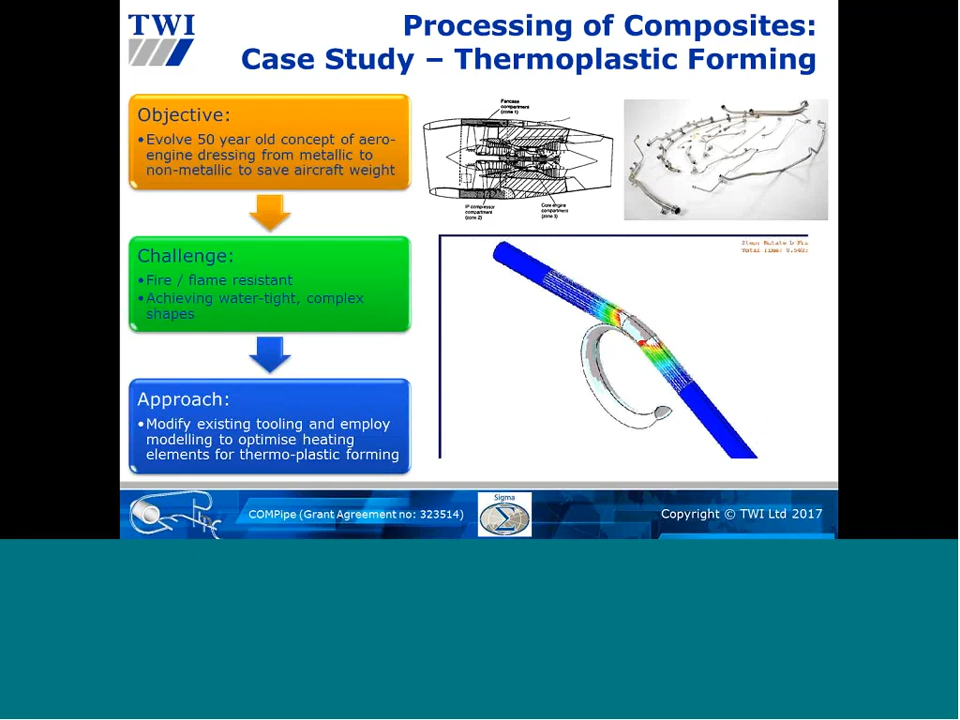 TWI
Processing of Composites:
Case Study – Thermoplastic Forming
Objective:
•Evolve 50 year old concept of aero-
engine dressing from metallic to
non-metallic to save aircraft weight
Challenge:
•Fire / flame resistant
•Achieving water-tight, complex
shapes
Approach:
•Modify existing tooling and employ
modelling to optimise heating
elements for thermo-plastic forming
Fancase
compartment
(zone 1)
IP compressor
compartment
(zone 2)
Core engine
compartment
(zone 3)
Total Time:
COMPipe (Grant Agreement no: 323514)
Sigma
Σ
Copyright © TWI Ltd 2017